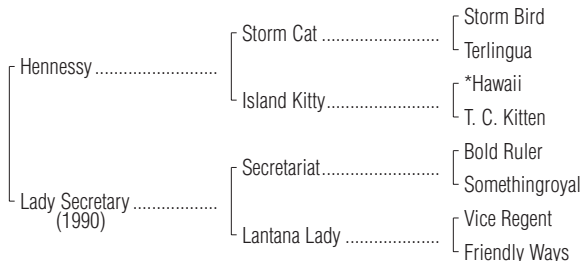 Storm Bird
Storm Cat ........................
Terlingua
Hennessy .........................
*Hawaii
Island Kitty .......................
T. C. Kitten
Bold Ruler
Secretariat ........................
Somethingroyal
Lady Secretary .................
(1990)
Vice Regent
Lantana Lady ...................
Friendly Ways